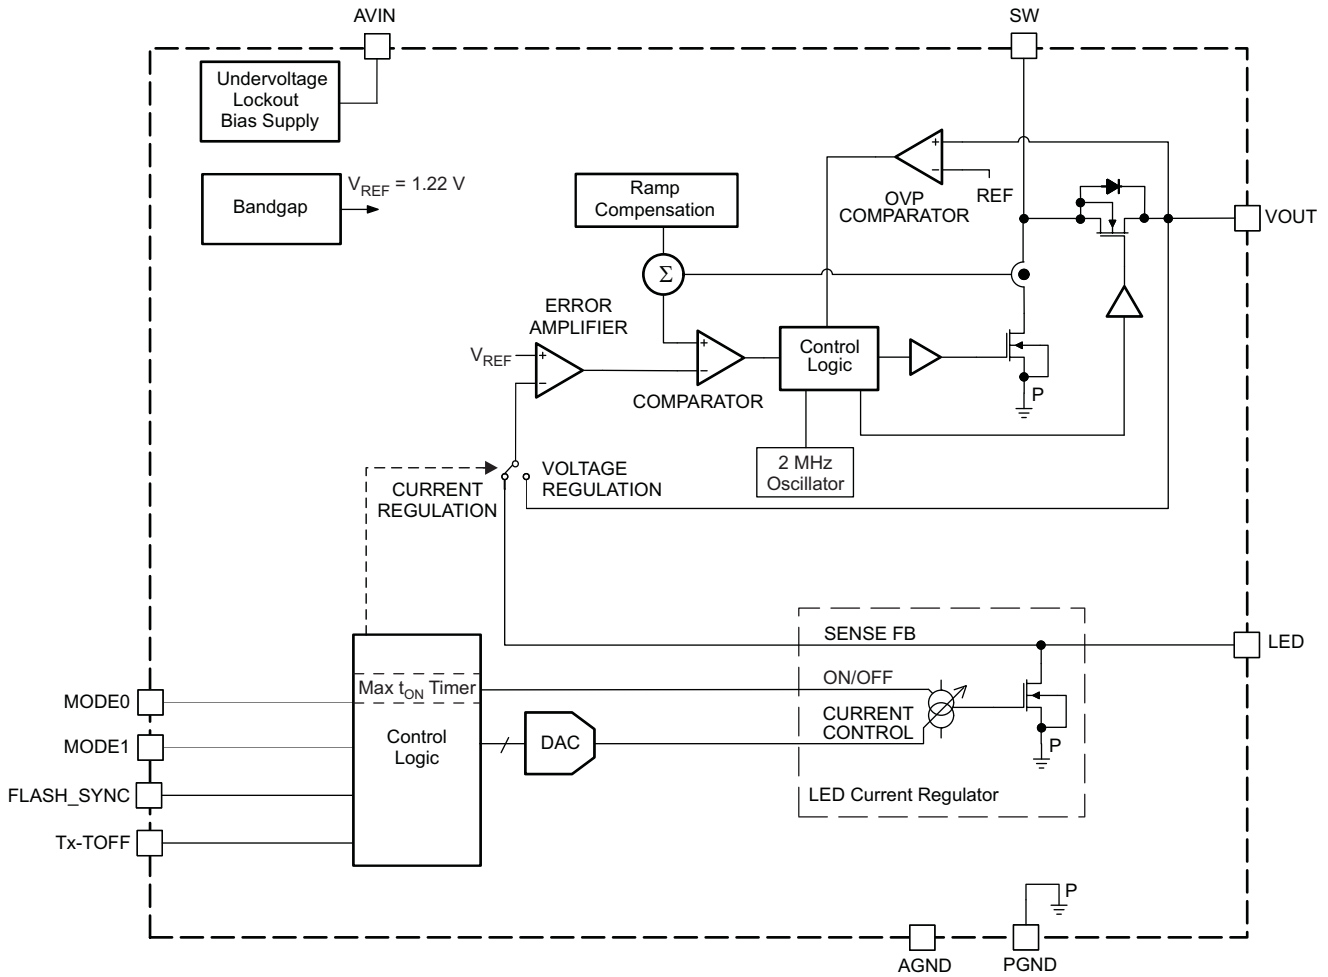 AVIN
SW
Undervoltage
Lockout
Bias Supply
Bandgap
VREF = 1.22 V
Ramp
Compensation
Σ
+
−
OVP
COMPARATOR
REF
VOUT
ERROR
AMPLIFIER
VREF
+
−
+
−
COMPARATOR
Control
Logic
P
2 MHz
Oscillator
CURRENT
REGULATION
VOLTAGE
REGULATION
SENSE FB
LED
ON/OFF
CURRENT
CONTROL
P
LED Current Regulator
Max tON Timer
Control
Logic
DAC
MODE0
MODE1
FLASH_SYNC
Tx-TOFF
P
AGND
PGND